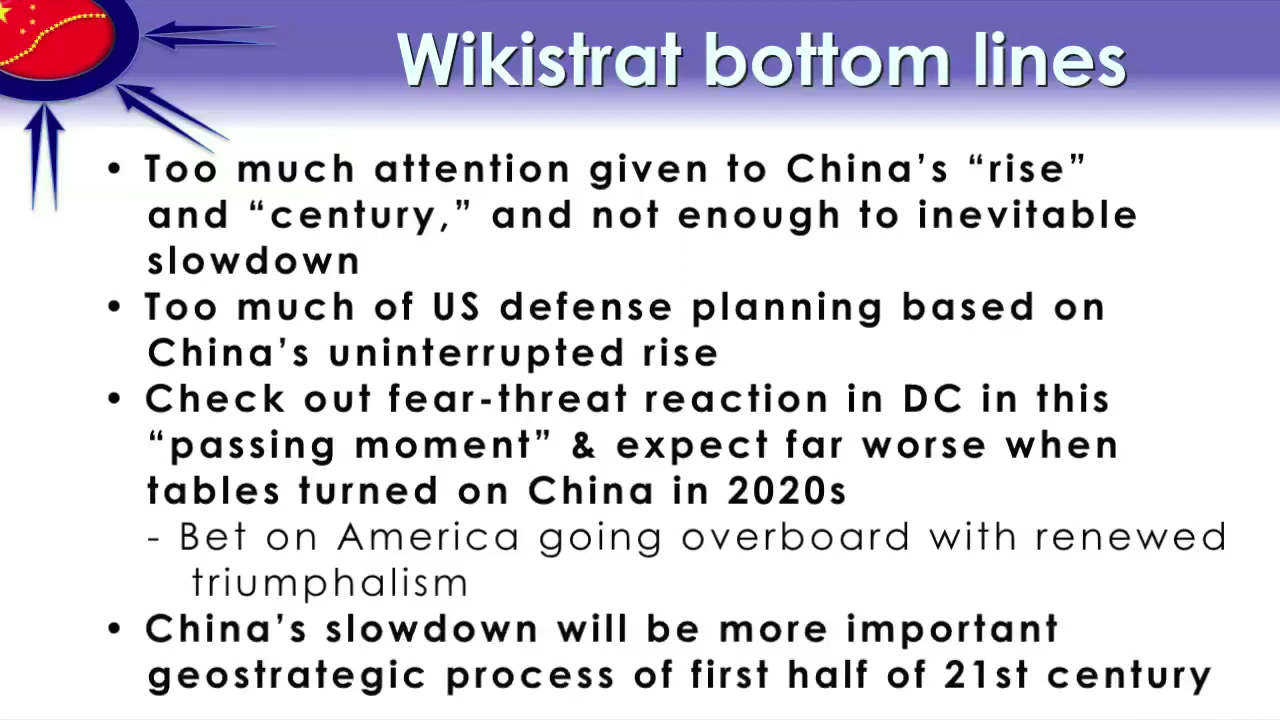 Wikistrat bottom lines
• Too much attention given to China’s “rise”
and “century,” and not enough to inevitable
slowdown
• Too much of US defense planning based on
China’s uninterrupted rise
• Check out fear-threat reaction in DC in this
“passing moment” & expect far worse when
tables turned on China in 2020s
- Bet on America going overboard with renewed
triumphalism
• China’s slowdown will be more important
geostrategic process of first half of 21st century